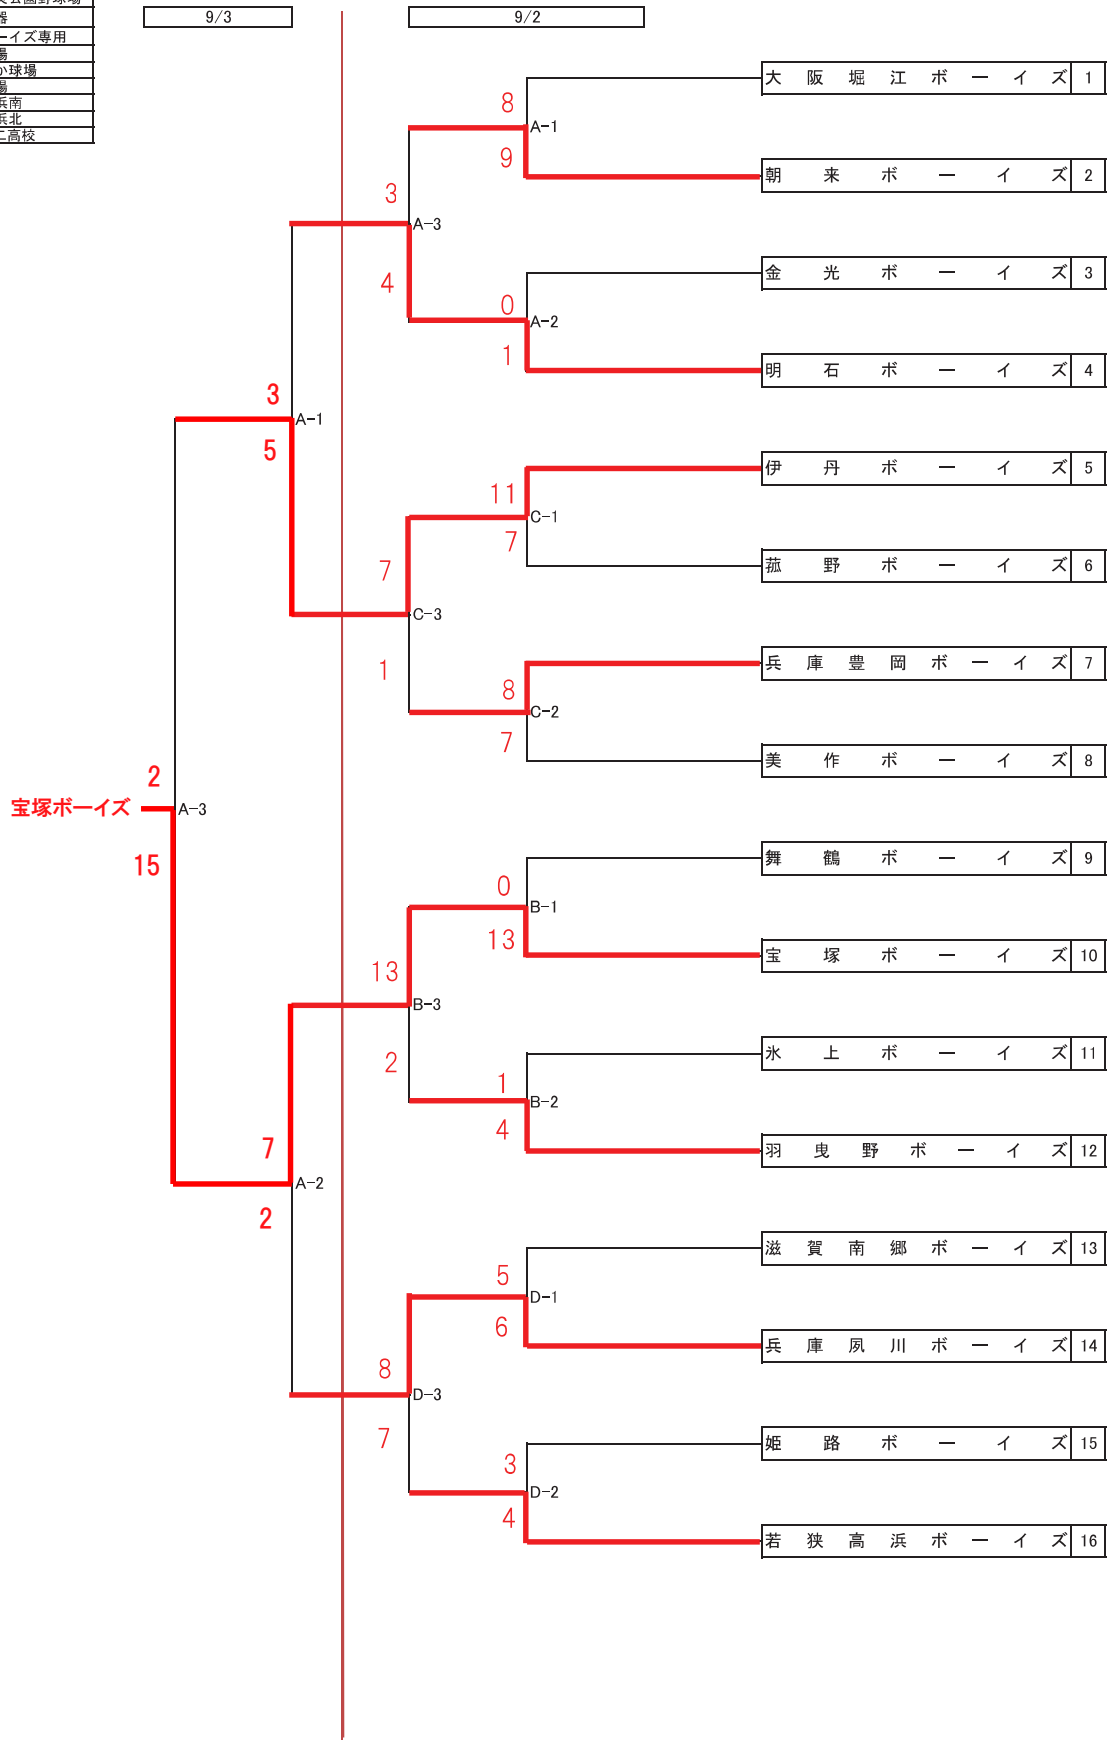 器
ーイズ専用
場
か球場
場
浜南
浜北
二高校
9/3
9/2
大阪堀江ボーイズ 1
8
A-1
9
朝来ボーイズ 2
3
A-3
4
金光ボーイズ 3
0
A-2
1
明石ボーイズ 4
3
A-1
5
伊丹ボーイズ 5
11
C-1
7
菰野ボーイズ 6
7
C-3
1
兵庫豊岡ボーイズ 7
8
C-2
7
美作ボーイズ 8
2
宝塚ボーイズ
A-3
15
舞鶴ボーイズ 9
0
B-1
13
宝塚ボーイズ 10
13
B-3
2
氷上ボーイズ 11
1
B-2
4
羽曳野ボーイズ 12
7
A-2
2
滋賀南郷ボーイズ 13
5
D-1
6
兵庫夙川ボーイズ 14
8
D-3
7
姫路ボーイズ 15
3
D-2
4
若狭高浜ボーイズ 16